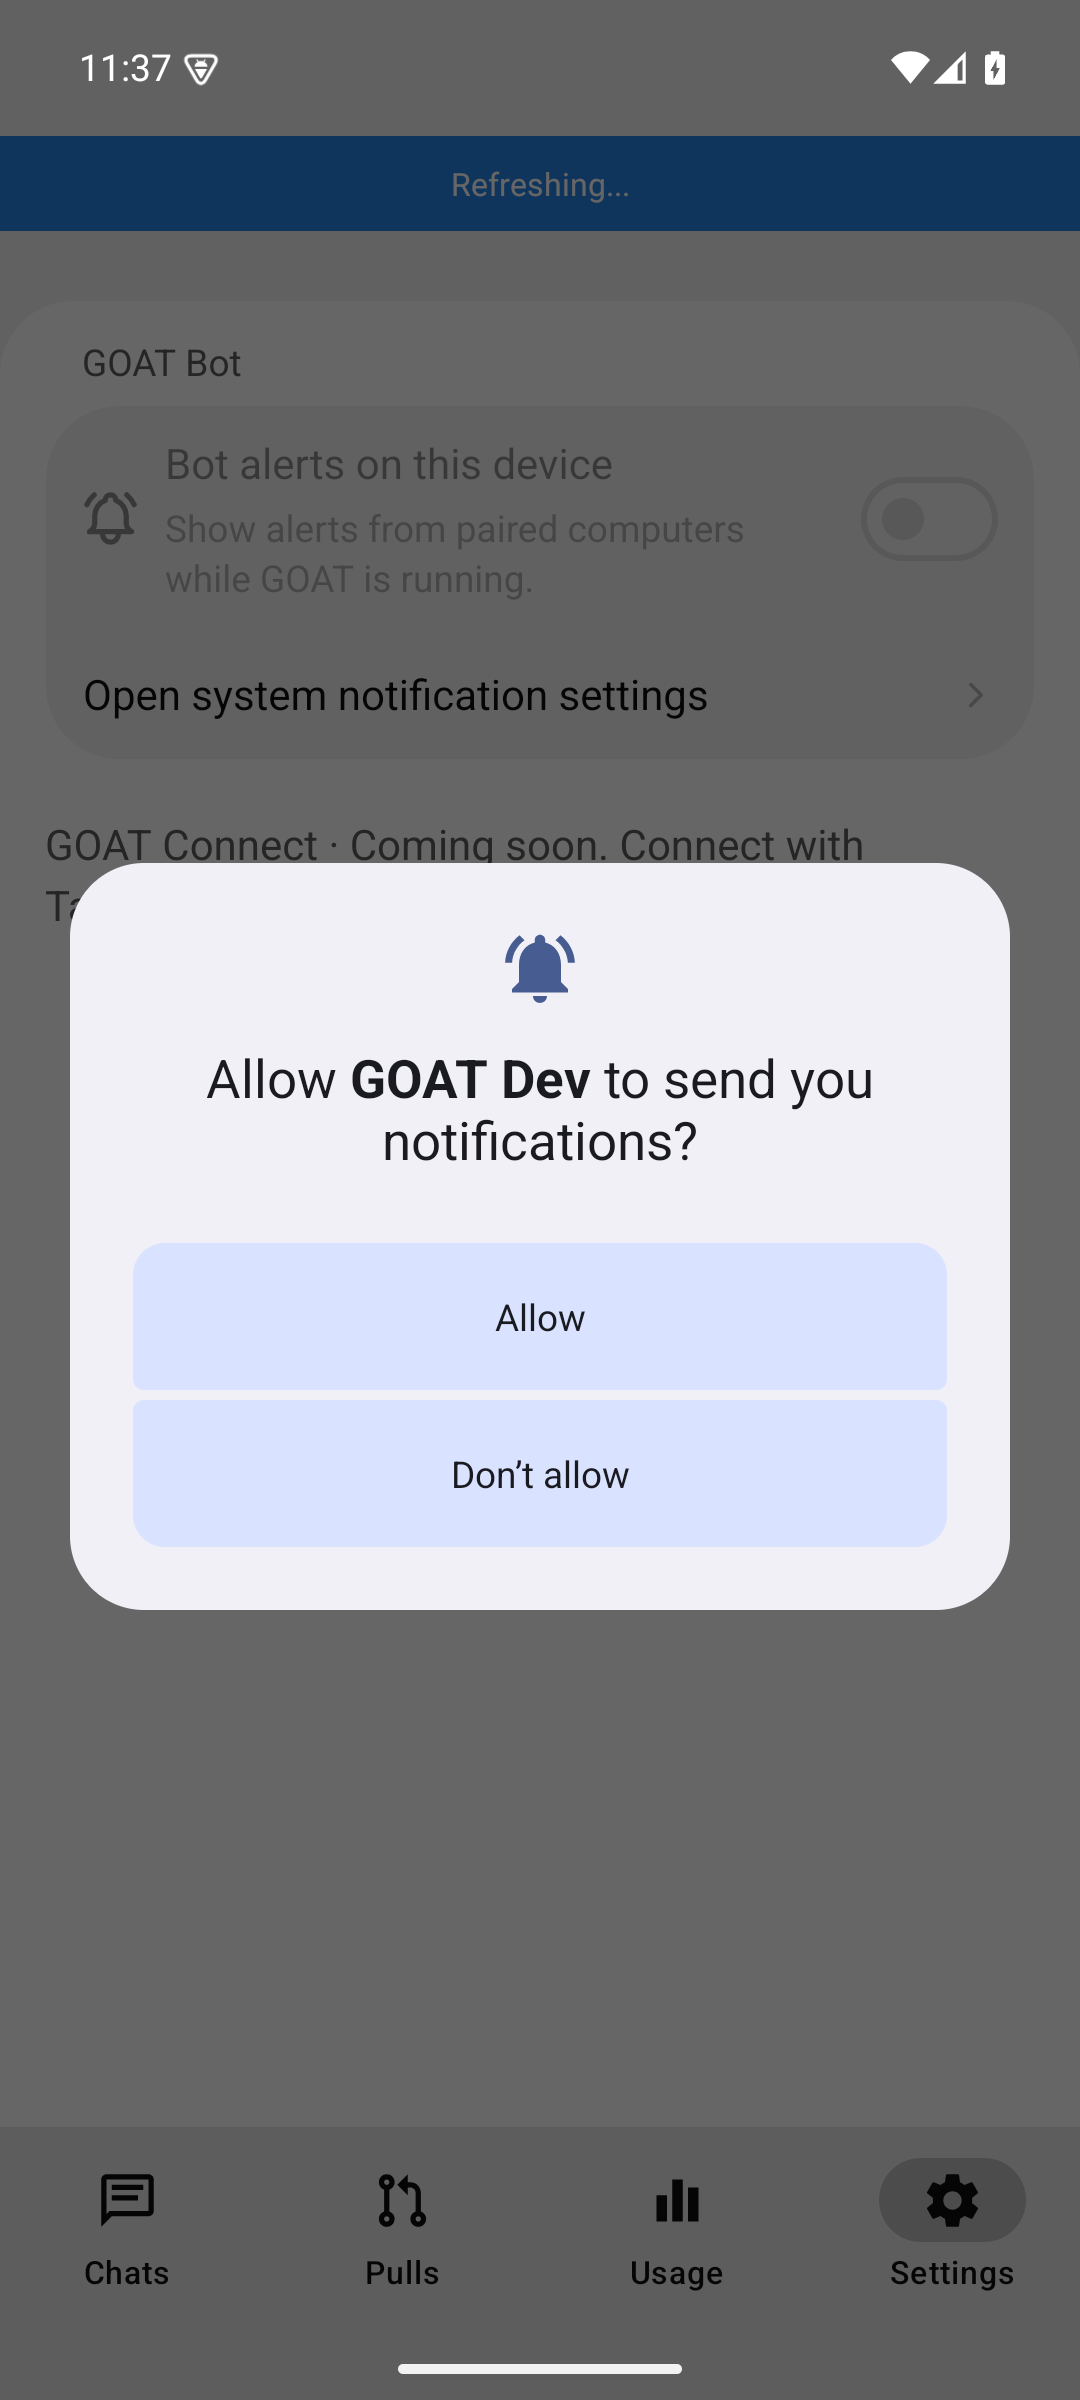 11:37
Refreshing...
GOAT Bot
Bot alerts on this device
Show alerts from paired computers
while GOAT is running.
Open system notification settings
GOAT Connect · Coming soon. Connect with
Allow GOAT Dev to send you
notifications?
Allow
Don’t allow
Chats
Pulls
Usage
Settings